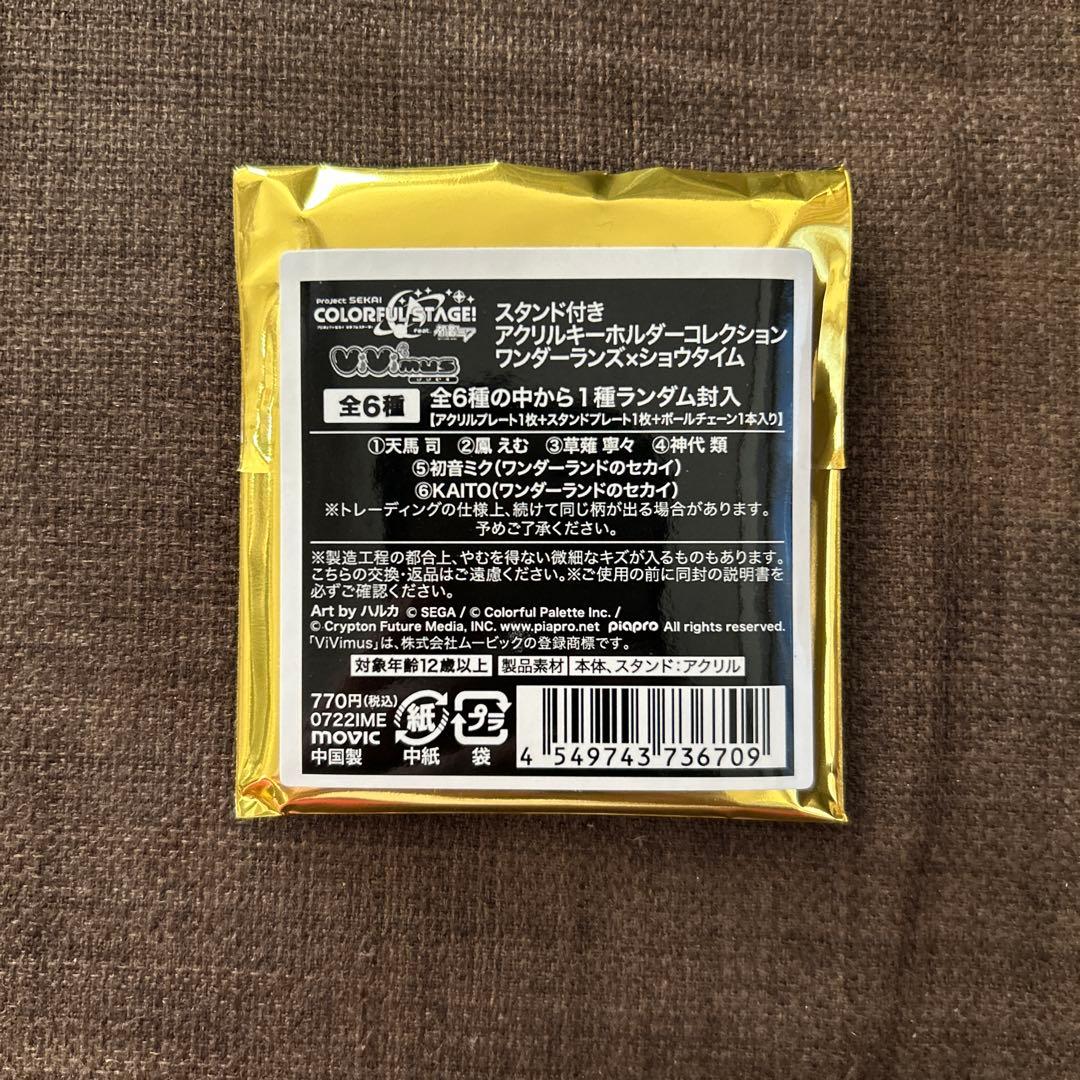 Project SEKAI
COLORFUL STAGE!
プロジェクトセカイ カラフルステージ!
feat. 初音ミク
ViVimus
スタンド付き
アクリルキーホルダーコレクション
ワンダーランズ×ショウタイム
全6種
全6種の中から1種ランダム封入
【アクリルプレート1枚+スタンドプレート1枚+ボールチェーン1本入り】
①天馬 司 ②鳳 えむ ③草薙 寧々 ④神代 類
⑤初音ミク(ワンダーランドのセカイ)
⑥KAITO(ワンダーランドのセカイ)
※トレーディングの仕様上、続けて同じ柄が出る場合があります。
予めご了承ください。
※製造工程の都合上、やむを得ない微細なキズが入るものもあります。
こちらの交換・返品はご遠慮ください。※ご使用の前に同封の説明書を
必ずご確認ください。
Art by ハルカ © SEGA / © Colorful Palette Inc. /
© Crypton Future Media, INC. www.piapro.net piapro All rights reserved.
「ViVimus」は、株式会社ムービックの登録商標です。
対象年齢12歳以上 製品素材 本体、スタンド:アクリル
770円(税込)
0722IME
movic
中国製
紙
中紙
プラ
袋
4 549743 736709